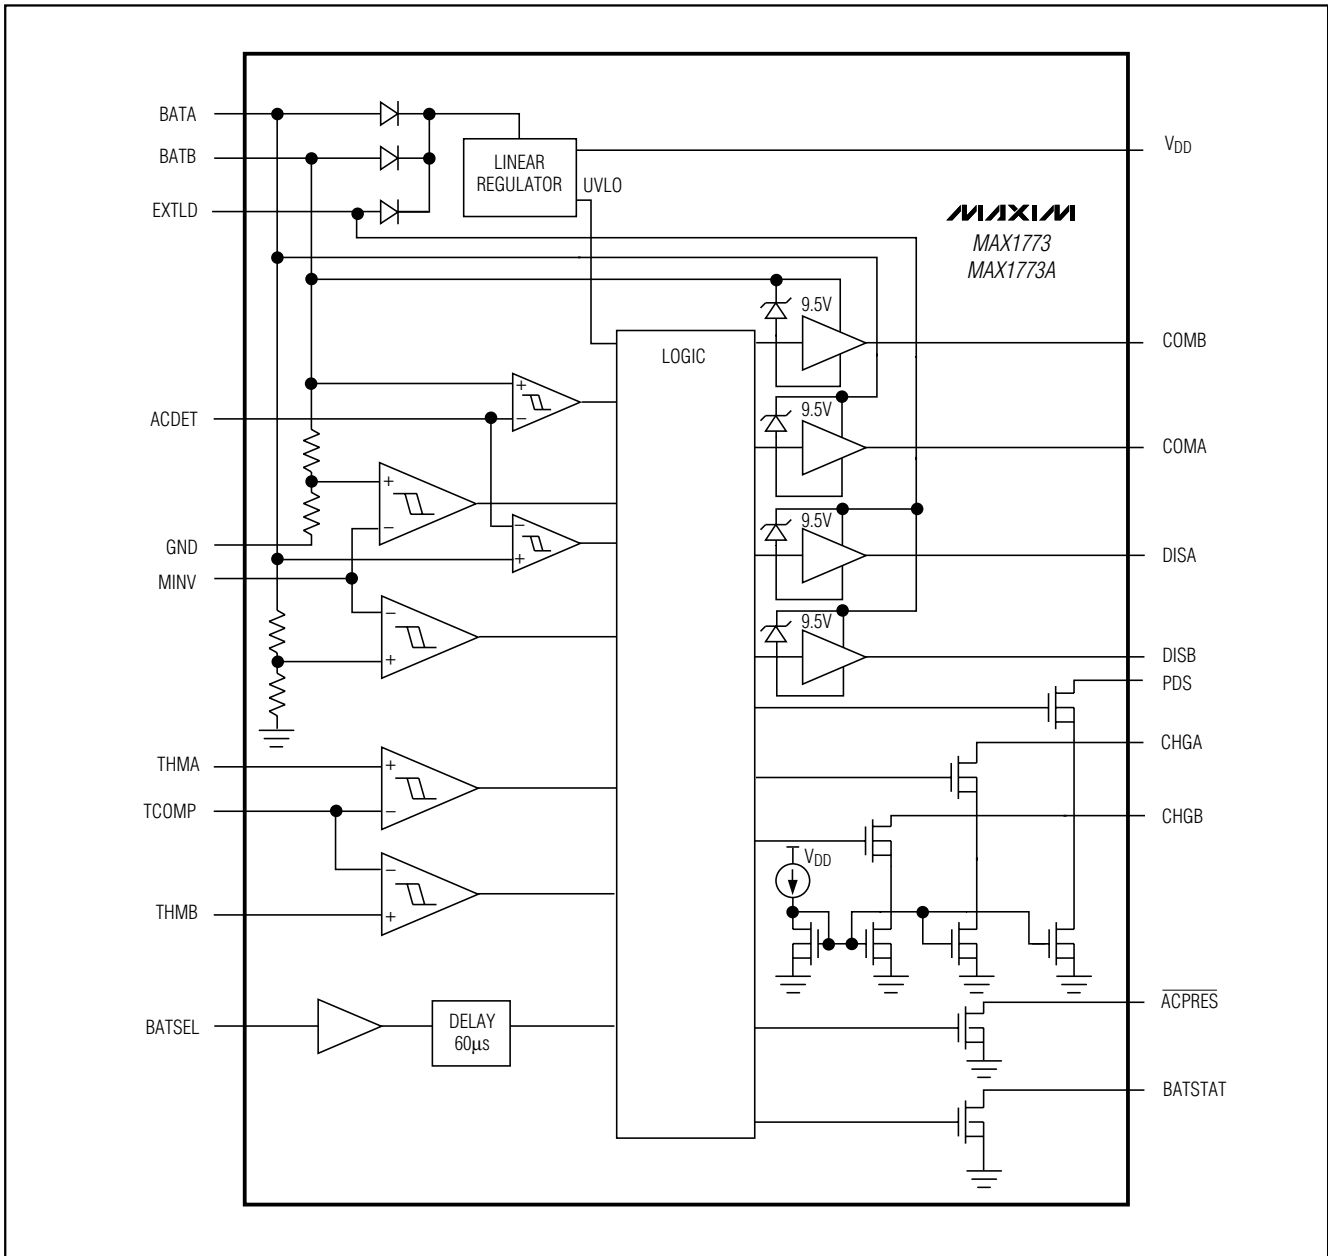 BATA
BATB
EXTLD
LINEAR
REGULATOR
UVLO
VDD
MAXIM
MAX1773
MAX1773A
9.5V
COMB
LOGIC
ACDET
+
−
9.5V
COMA
+
−
GND
MINV
−
+
9.5V
DISA
−
+
9.5V
DISB
PDS
THMA
TCOMP
+
−
CHGA
CHGB
VDD
THMB
−
+
BATSEL
DELAY
60µs
ACPRES
BATSTAT